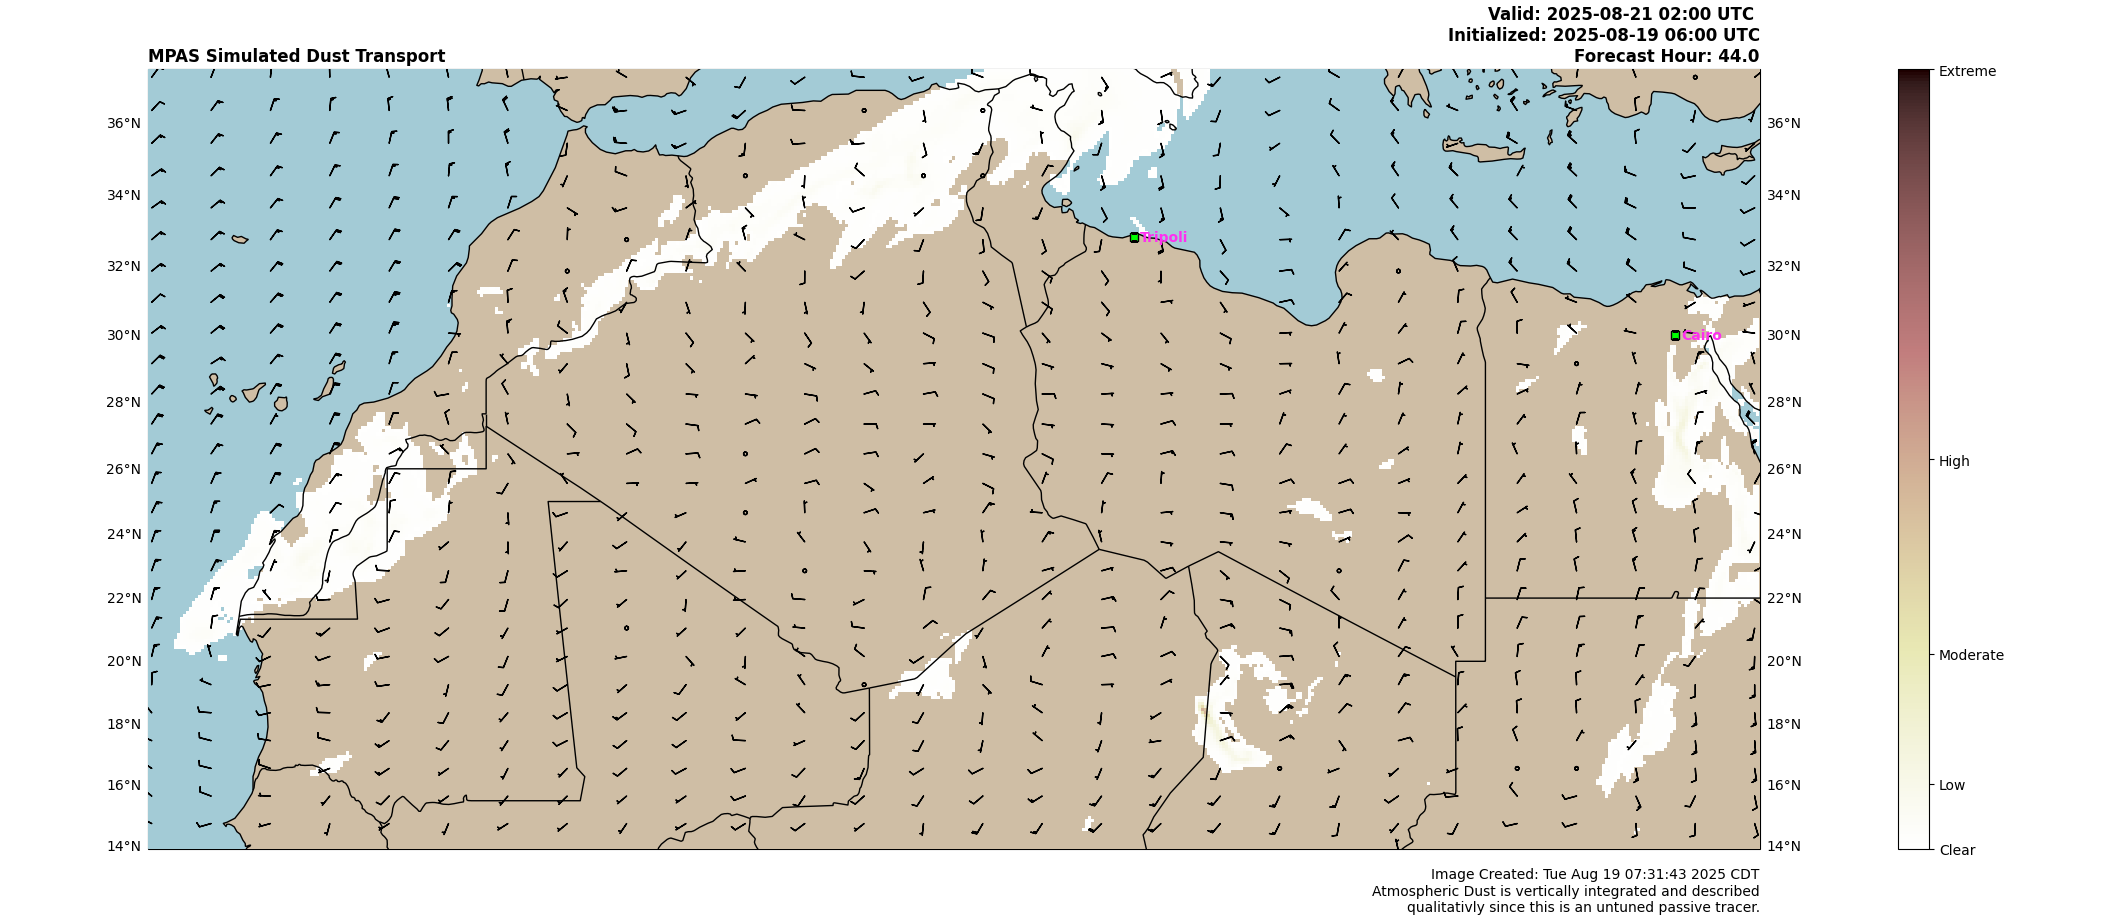 Valid: 2025-08-21 02:00 UTC
Initialized: 2025-08-19 06:00 UTC
MPAS Simulated Dust Transport
Forecast Hour: 44.0
Extreme
36°N
36°N
34°N
34°N
Tripoli
32°N
32°N
30°N
Cairo
30°N
28°N
28°N
26°N
26°N
High
24°N
24°N
22°N
22°N
20°N
20°N
Moderate
18°N
18°N
16°N
16°N
Low
14°N
14°N
Clear
Image Created: Tue Aug 19 07:31:43 2025 CDT
Atmospheric Dust is vertically integrated and described
qualitativly since this is an untuned passive tracer.